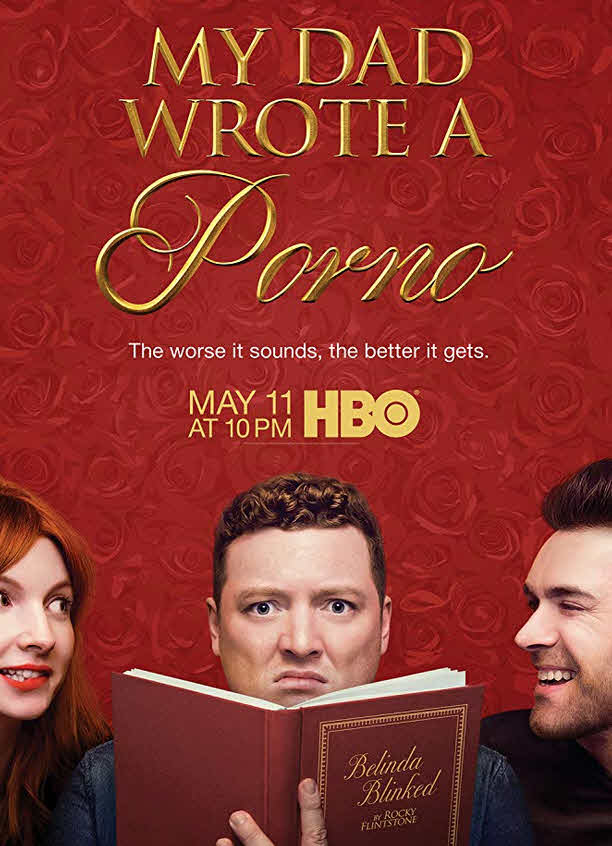 MY DAD
WROTE A
Porno
The worse it sounds, the better it gets.
MAY 11
AT 10 PM HBO®
Belinda
Blinked
BY ROCKY
FLINTSTONE